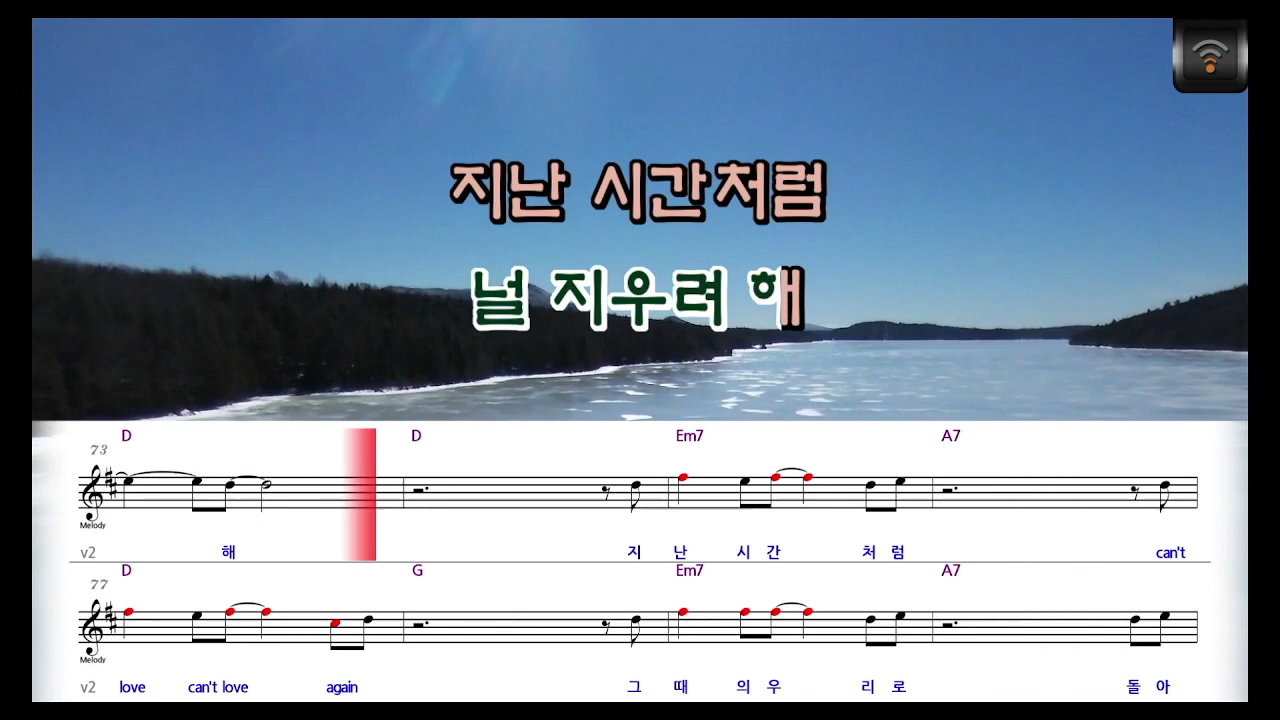 지난 시간처럼
널 지우려 해
D D Em7 A7
73
Melody
v2 해 지 난 시 간 처 럼 can't
D G Em7 A7
77
Melody
v2 love can't love again 그 때 의 우 리 로 돌 아